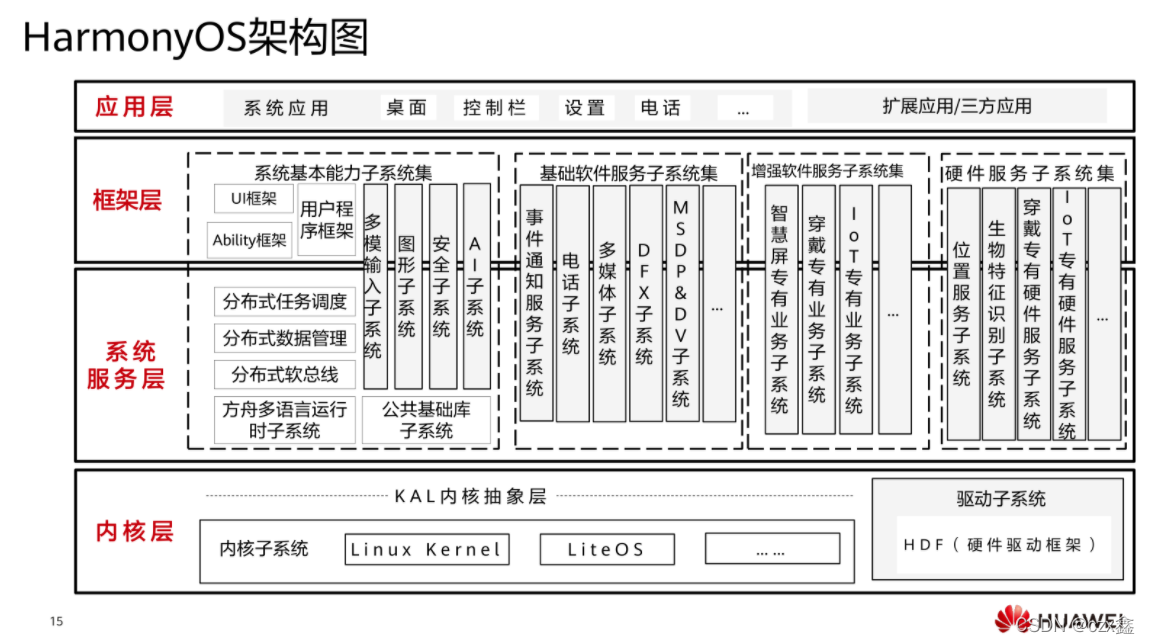 HarmonyOS架构图
应用层
系统应用
桌面
控制栏
设置
电话
...
扩展应用/三方应用
框架层
系统基本能力子系统集
UI框架
Ability框架
用户程
序框架
多模输入子系统
图形子系统
安全子系统
AI子系统
基础软件服务子系统集
事件通知服务子系统
电话子系统
多媒体子系统
DFX子系统
MSDP&DV子系统
...
增强软件服务子系统集
智慧屏专有业务子系统
穿戴专有业务子系统
IoT专有业务子系统
...
硬件服务子系统集
位置服务子系统
生物特征识别子系统
穿戴专有硬件服务子系统
IoT专有硬件服务子系统
...
系统
服务层
分布式任务调度
分布式数据管理
分布式软总线
方舟多语言运行
时子系统
公共基础库
子系统
内核层
KAL内核抽象层
内核子系统
Linux Kernel
LiteOS
... ...
驱动子系统
HDF（硬件驱动框架）
15
HUAWEI
CSDN @czx鑫